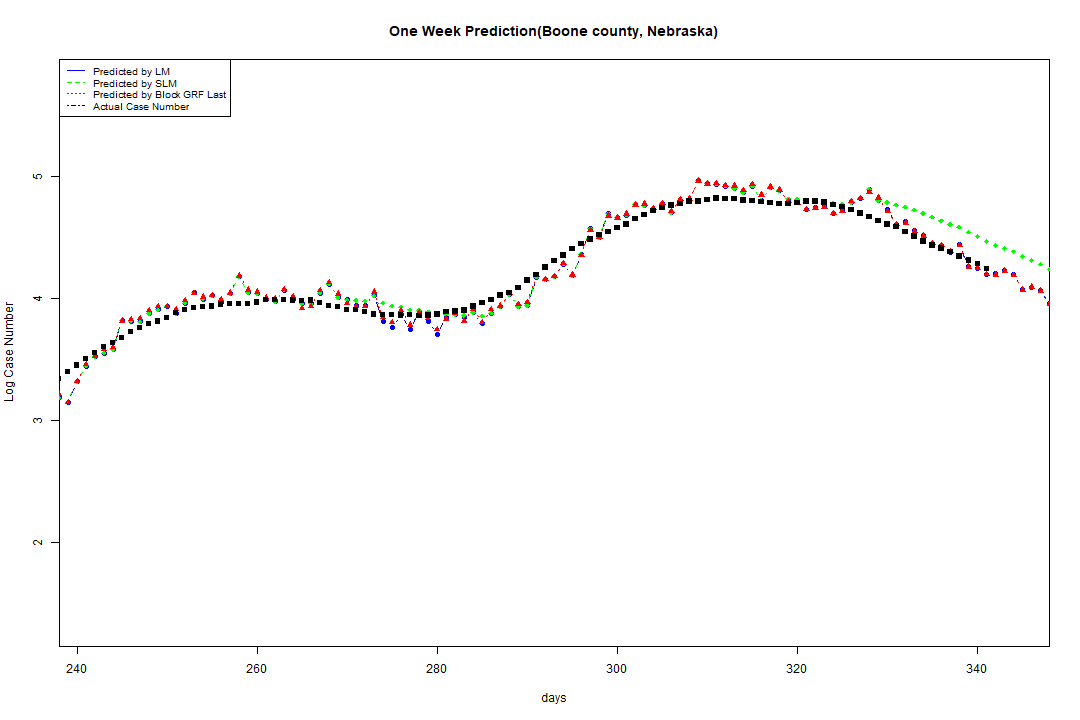 One Week Prediction(Boone county, Nebraska)
Predicted by LM
Predicted by SLM
Predicted by Block GRF Last
Actual Case Number
5
4
3
2
Log Case Number
240 260 280 300 320 340
days